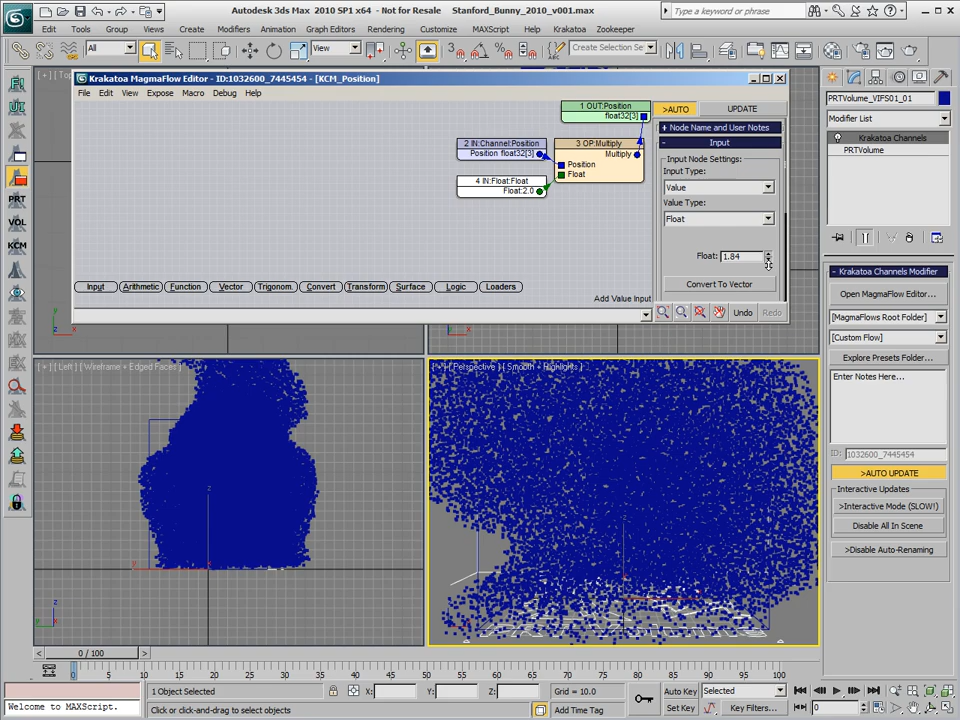 Autodesk 3ds Max 2010 SP1 x64 - Not for Resale Stanford_Bunny_2010_v001.max
Type a keyword or phrase
Edit Tools Group Views Create Modifiers Animation Graph Editors Rendering Customize MAXScript Help Krakatoa Zookeeper
All View Create Selection Se
Krakatoa MagmaFlow Editor - ID:1032600_7445454 - [KCM_Position]
File Edit View Expose Macro Debug Help
1 OUT:Position
float32[3]
2 IN:Channel:Position
Position float32[3]
3 OP:Multiply
Multiply
Position
Float
4 IN:Float:Float
Float:2.0
>AUTO UPDATE
+ Node Name and User Notes
- Input
Input Node Settings:
Input Type:
Value
Value Type:
Float
Float: 1.84
Convert To Vector
Input Arithmetic Function Vector Trigonom. Convert Transform Surface Logic Loaders
Add Value Input
Undo Redo
PRT
VOL
KCM
[ + ] [ Left ] [ Wireframe + Edged Faces ]
[ + ] [ Perspective ] [ Smooth + Highlights ]
PRTVolume_VIFS01_01
Modifier List
Krakatoa Channels
PRTVolume
- Krakatoa Channels Modifier
Open MagmaFlow Editor...
[MagmaFlows Root Folder]
[Custom Flow]
Explore Presets Folder...
Enter Notes Here...
ID: 1032600_7445454
>AUTO UPDATE
Interactive Updates
>Interactive Mode (SLOW!)
Disable All In Scene
>Disable Auto-Renaming
0 / 100
0 5 10 15 20 25 30 35 40 45 50 55 60 65 70 75 80 85 90 95 100
1 Object Selected X: Y: Z: Grid = 10.0 Auto Key Selected
Welcome to MAXScript. Click or click-and-drag to select objects Add Time Tag Set Key Key Filters... 0